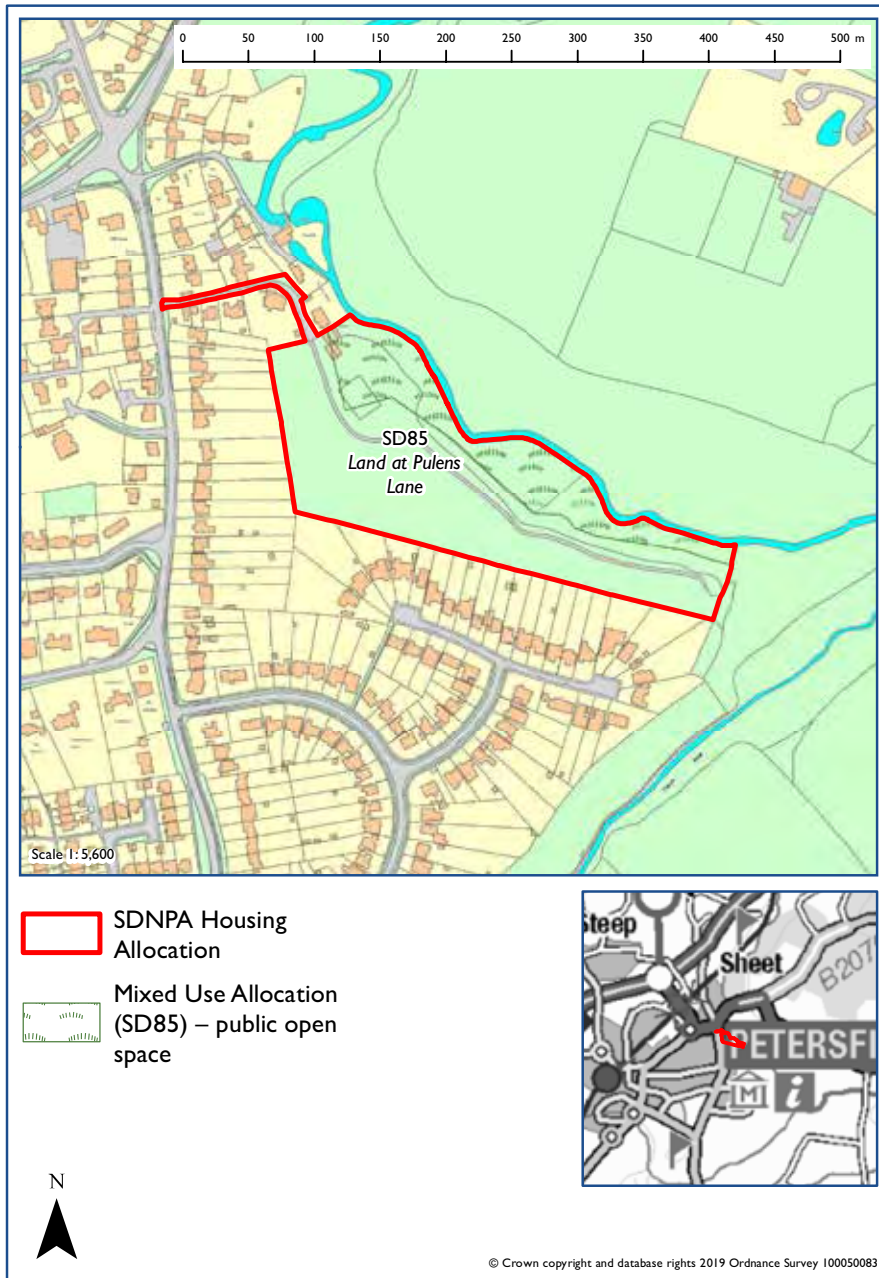 0 50 100 150 200 250 300 350 400 450 500 m
SD85
Land at Pulens
Lane
Scale 1: 5,600
SDNPA Housing
Allocation
Mixed Use Allocation
(SD85) – public open
space
Steep
Sheet
B2070
PETERSFI
M
i
N
© Crown copyright and database rights 2019 Ordnance Survey 100050083